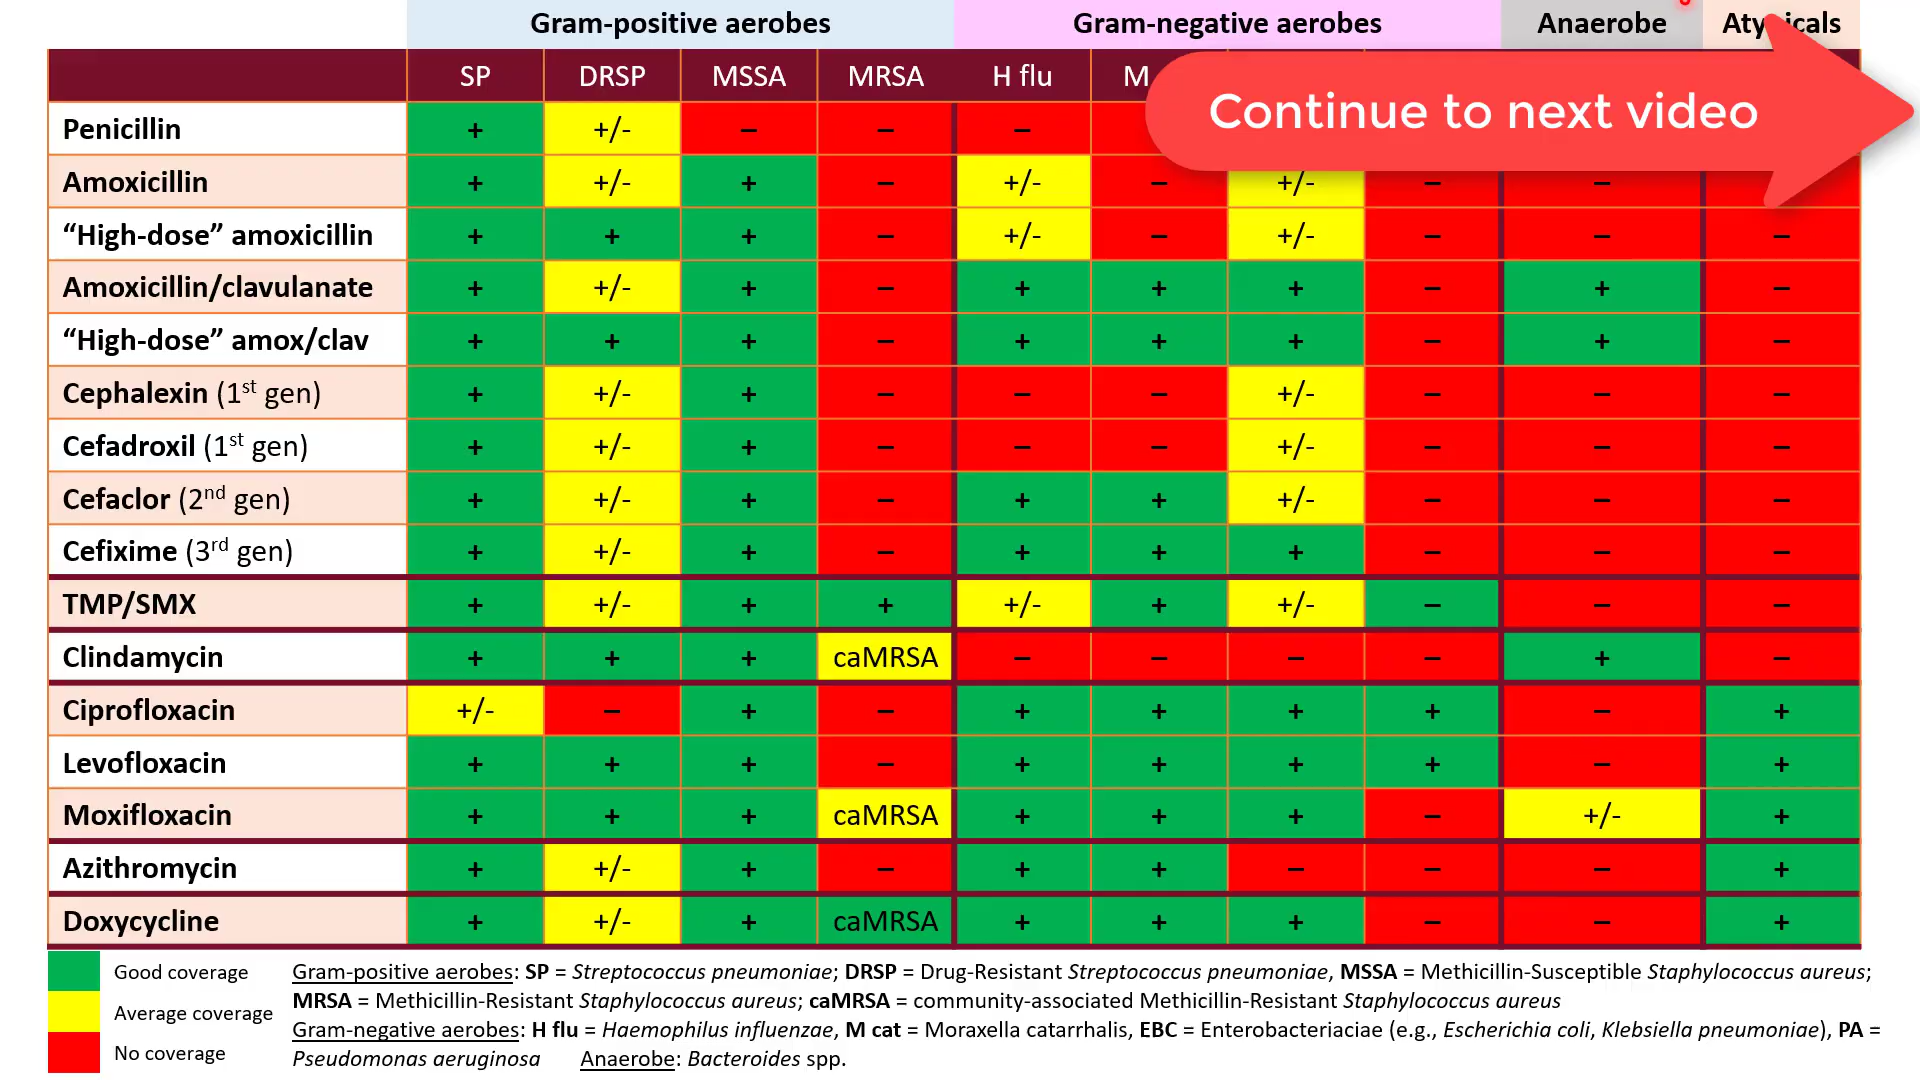 Gram-positive aerobes Gram-negative aerobes Anaerobe
SP DRSP MSSA MRSA H flu M
Continue to next video
Penicillin + +/- – – –
Amoxicillin + +/- + – +/- – +/- – –
“High-dose” amoxicillin + + + – +/- – +/- – – –
Amoxicillin/clavulanate + +/- + – + + + – + –
“High-dose” amox/clav + + + – + + + – + –
Cephalexin (1st gen) + +/- + – – – +/- – – –
Cefadroxil (1st gen) + +/- + – – – +/- – – –
Cefaclor (2nd gen) + +/- + – + + +/- – – –
Cefixime (3rd gen) + +/- + – + + + – – –
TMP/SMX + +/- + + +/- + +/- – – –
Clindamycin + + + caMRSA – – – – + –
Ciprofloxacin +/- – + – + + + + – +
Levofloxacin + + + – + + + + – +
Moxifloxacin + + + caMRSA + + + – +/- +
Azithromycin + +/- + – + + – – – +
Doxycycline + +/- + caMRSA + + + – – +
Good coverage
Average coverage
No coverage
Gram-positive aerobes: SP = Streptococcus pneumoniae; DRSP = Drug-Resistant Streptococcus pneumoniae, MSSA = Methicillin-Susceptible Staphylococcus aureus;
MRSA = Methicillin-Resistant Staphylococcus aureus; caMRSA = community-associated Methicillin-Resistant Staphylococcus aureus
Gram-negative aerobes: H flu = Haemophilus influenzae, M cat = Moraxella catarrhalis, EBC = Enterobacteriaciae (e.g., Escherichia coli, Klebsiella pneumoniae), PA =
Pseudomonas aeruginosa Anaerobe: Bacteroides spp.